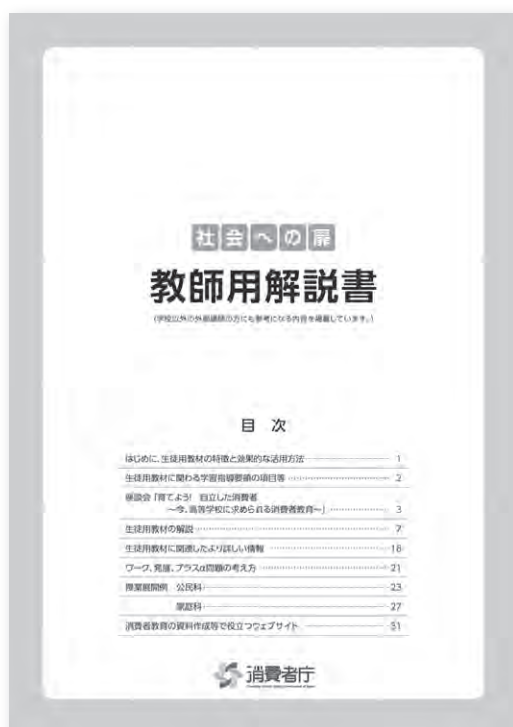 社会への扉
教師用解説書
(学校以外の外部講師の方にも参考になる内容を掲載しています。)
目 次
はじめに、生徒用教材の特徴と効果的な活用方法 1
生徒用教材に関わる学習指導要領の項目等 2
座談会「育てよう! 自立した消費者
~今、高等学校に求められる消費者教育~」 3
生徒用教材の解説 7
生徒用教材に関連したより詳しい情報 18
ワーク、発展、プラスα問題の考え方 21
授業展開例 公民科 23
家庭科 27
消費者教育の資料作成等で役立つウェブサイト 31
消費者庁